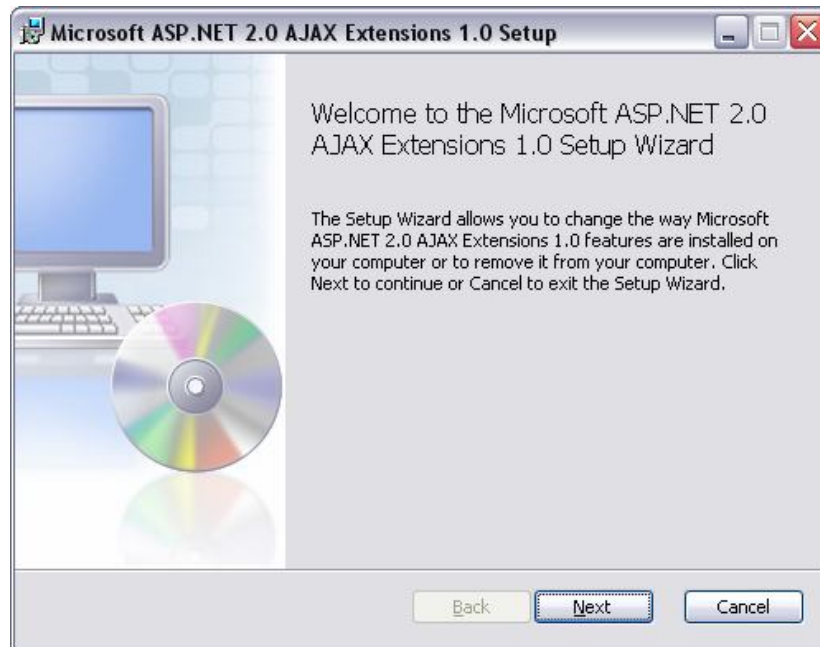 Microsoft ASP.NET 2.0 AJAX Extensions 1.0 Setup
Welcome to the Microsoft ASP.NET 2.0
AJAX Extensions 1.0 Setup Wizard
The Setup Wizard allows you to change the way Microsoft
ASP.NET 2.0 AJAX Extensions 1.0 features are installed on
your computer or to remove it from your computer. Click
Next to continue or Cancel to exit the Setup Wizard.
Back
Next
Cancel